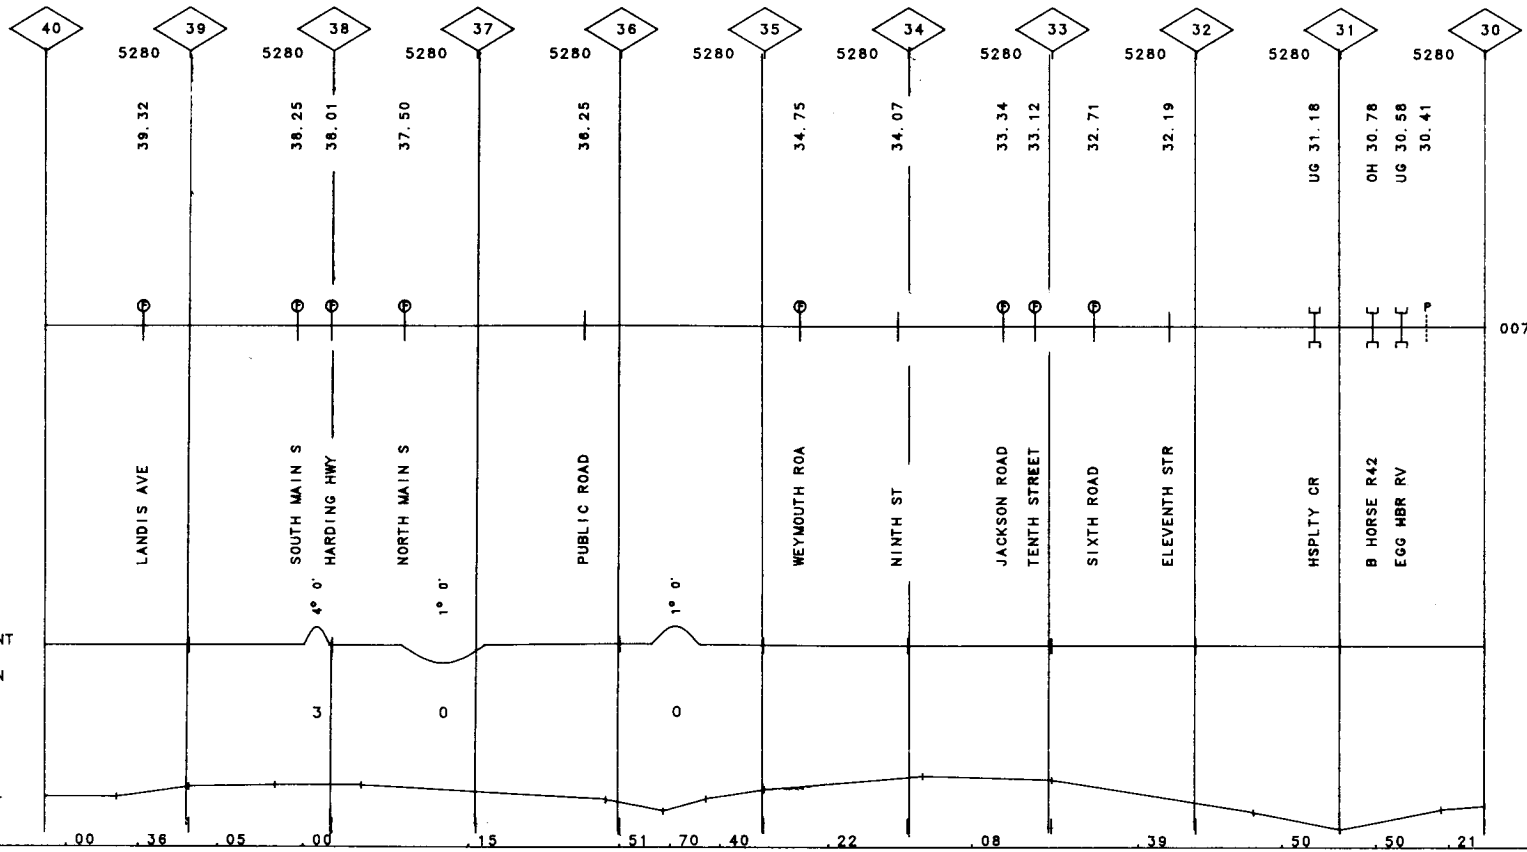 40 39 38 37 36 35 34 33 32 31 30
5280 5280 5280 5280 5280 5280 5280 5280 5280 5280
39.32
38.25
38.01
37.50
36.25
34.75
34.07
33.34
33.12
32.71
32.19
UG 31.18
OH 30.78
UG 30.58
30.41
P
007
LANDIS AVE
SOUTH MAIN S
HARDING HWY
NORTH MAIN S
PUBLIC ROAD
WEYMOUTH ROA
NINTH ST
JACKSON ROAD
TENTH STREET
SIXTH ROAD
ELEVENTH STR
HSPLTY CR
B HORSE R42
EGG HBR RV
4° 0'
1° 0'
1° 0'
NT
N
3 0 0
.00 .36 .05 .00 .15 .51 .70 .40 .22 .08 .39 .50 .50 .21